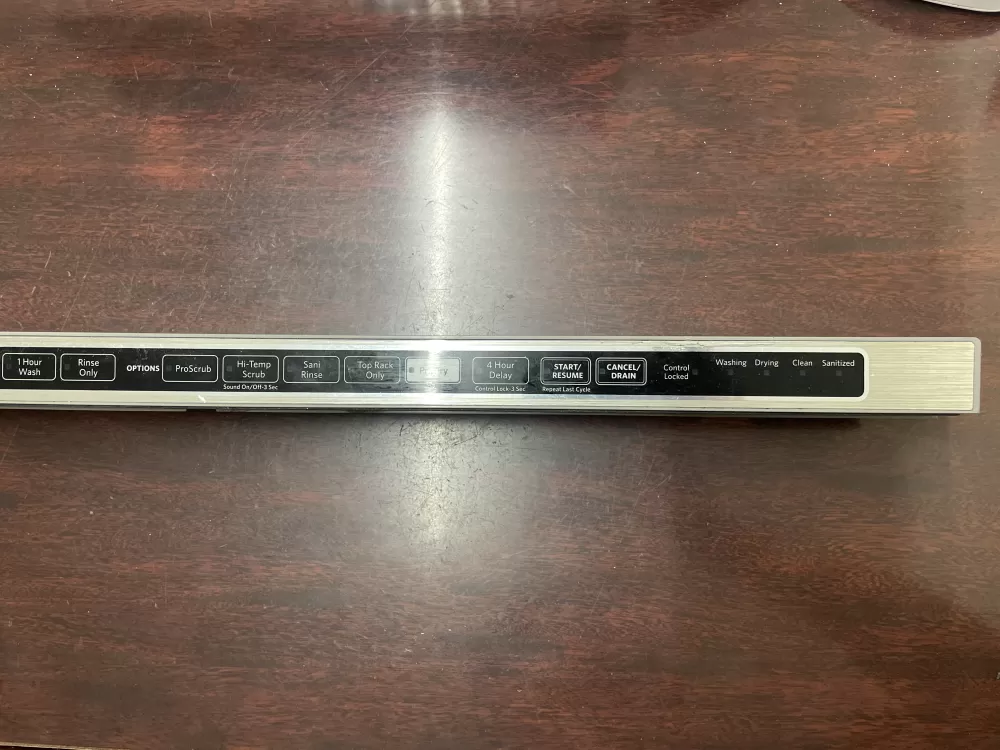 1 Hour
Wash
Rinse
Only
OPTIONS
ProScrub
Hi-Temp
Scrub
Sound On/Off-3 Sec
Sani
Rinse
Top Rack
Only
4 Hour
Delay
Control Lock-3 Sec
START/
RESUME
Repeat Last Cycle
CANCEL/
DRAIN
Control
Locked
Washing
Drying
Clean
Sanitized